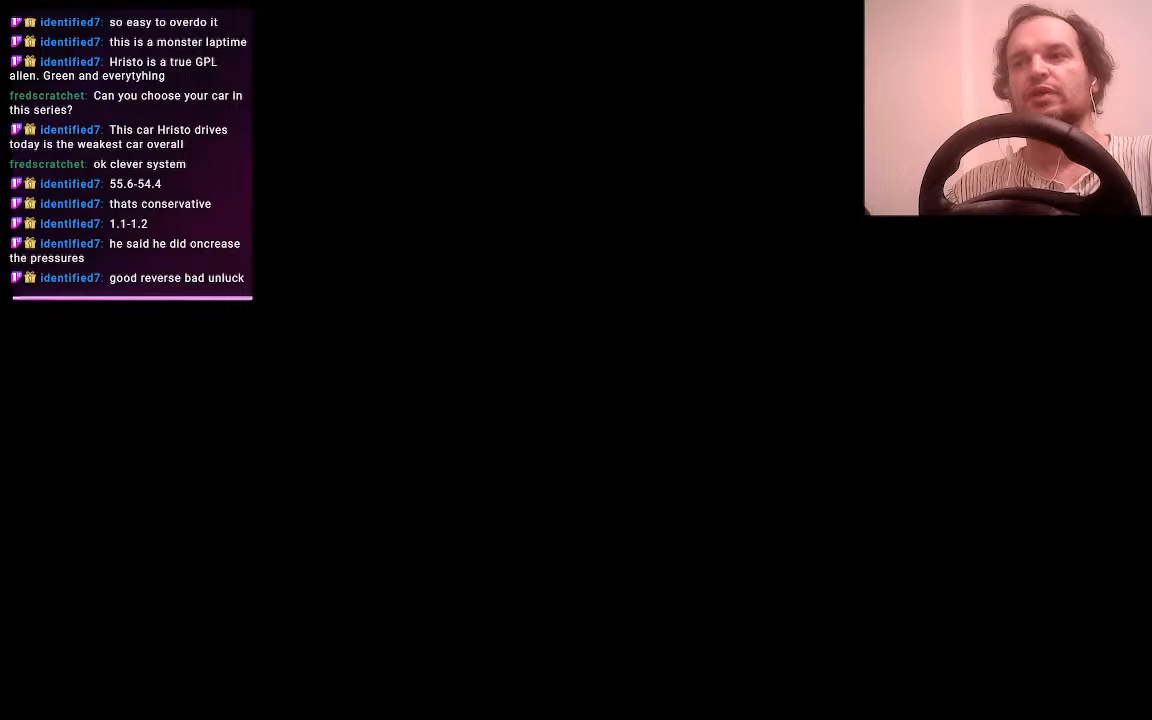 identified7: so easy to overdo it
identified7: this is a monster laptime
identified7: Hristo is a true GPL
alien. Green and everytyhing
fredscratchet: Can you choose your car in
this series?
identified7: This car Hristo drives
today is the weakest car overall
fredscratchet: ok clever system
identified7: 55.6-54.4
identified7: thats conservative
identified7: 1.1-1.2
identified7: he said he did oncrease
the pressures
identified7: good reverse bad unluck